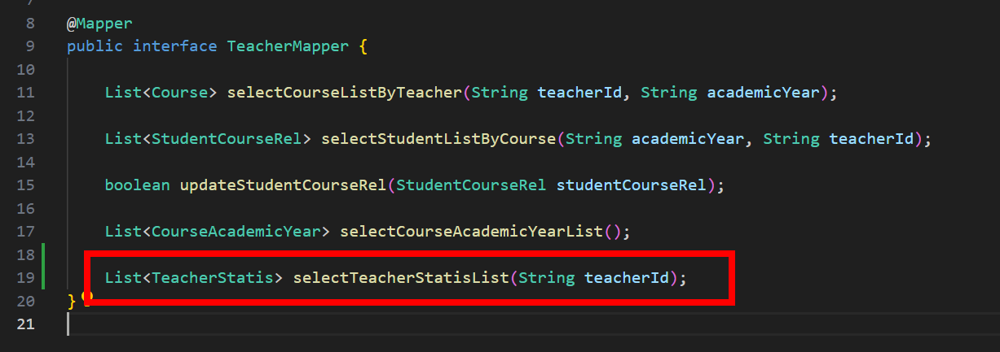 7
8 @Mapper
9 public interface TeacherMapper {
10
11 List<Course> selectCourseListByTeacher(String teacherId, String academicYear);
12
13 List<StudentCourseRel> selectStudentListByCourse(String academicYear, String teacherId);
14
15 boolean updateStudentCourseRel(StudentCourseRel studentCourseRel);
16
17 List<CourseAcademicYear> selectCourseAcademicYearList();
18
19 List<TeacherStatis> selectTeacherStatisList(String teacherId);
20 }
21